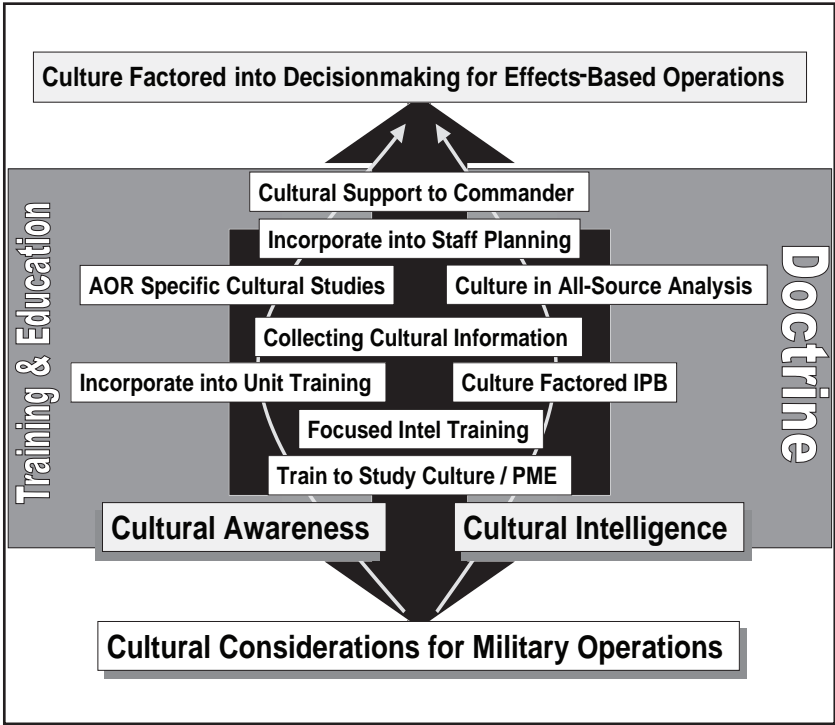 Culture Factored into Decisionmaking for Effects-Based Operations
Cultural Support to Commander
Incorporate into Staff Planning
AOR Specific Cultural Studies
Culture in All-Source Analysis
Collecting Cultural Information
Incorporate into Unit Training
Culture Factored IPB
Focused Intel Training
Train to Study Culture / PME
Training & Education
Doctrine
Cultural Awareness
Cultural Intelligence
Cultural Considerations for Military Operations